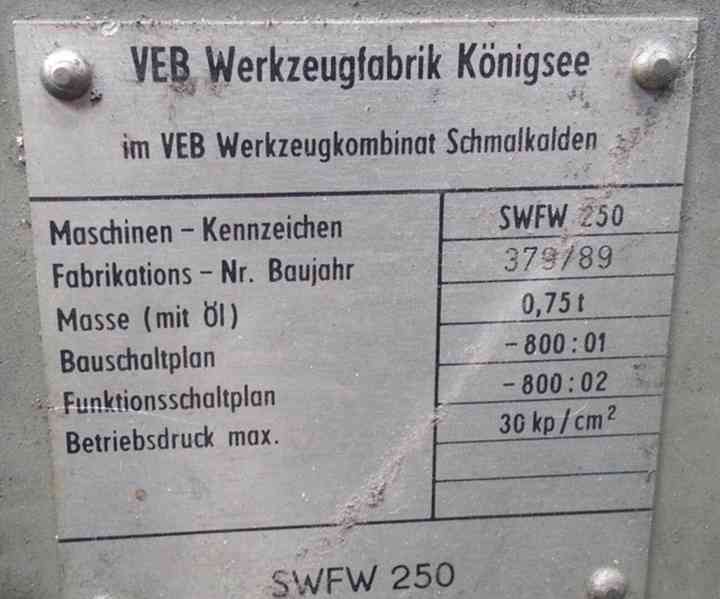 VEB Werkzeugfabrik Königsee
im VEB Werkzeugkombinat Schmalkalden
Maschinen - Kennzeichen SWFW 250
Fabrikations - Nr. Baujahr 379/89
Masse (mit Öl) 0,75 t
Bauschaltplan - 800 : 01
Funktionsschaltplan - 800 : 02
Betriebsdruck max. 30 kp/cm²
SWFW 250